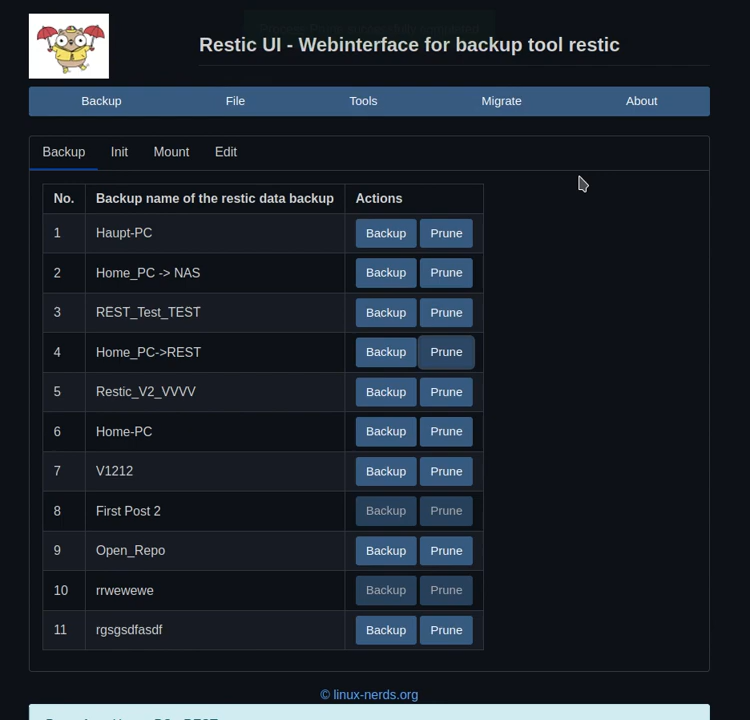 Restic UI - Webinterface for backup tool restic
Backup File Tools Migrate About
Backup Init Mount Edit
No. Backup name of the restic data backup Actions
1 Haupt-PC Backup Prune
2 Home_PC -> NAS Backup Prune
3 REST_Test_TEST Backup Prune
4 Home_PC->REST Backup Prune
5 Restic_V2_VVVV Backup Prune
6 Home-PC Backup Prune
7 V1212 Backup Prune
8 First Post 2 Backup Prune
9 Open_Repo Backup Prune
10 rrwewewe Backup Prune
11 rgsgsdfasdf Backup Prune
© linux-nerds.org